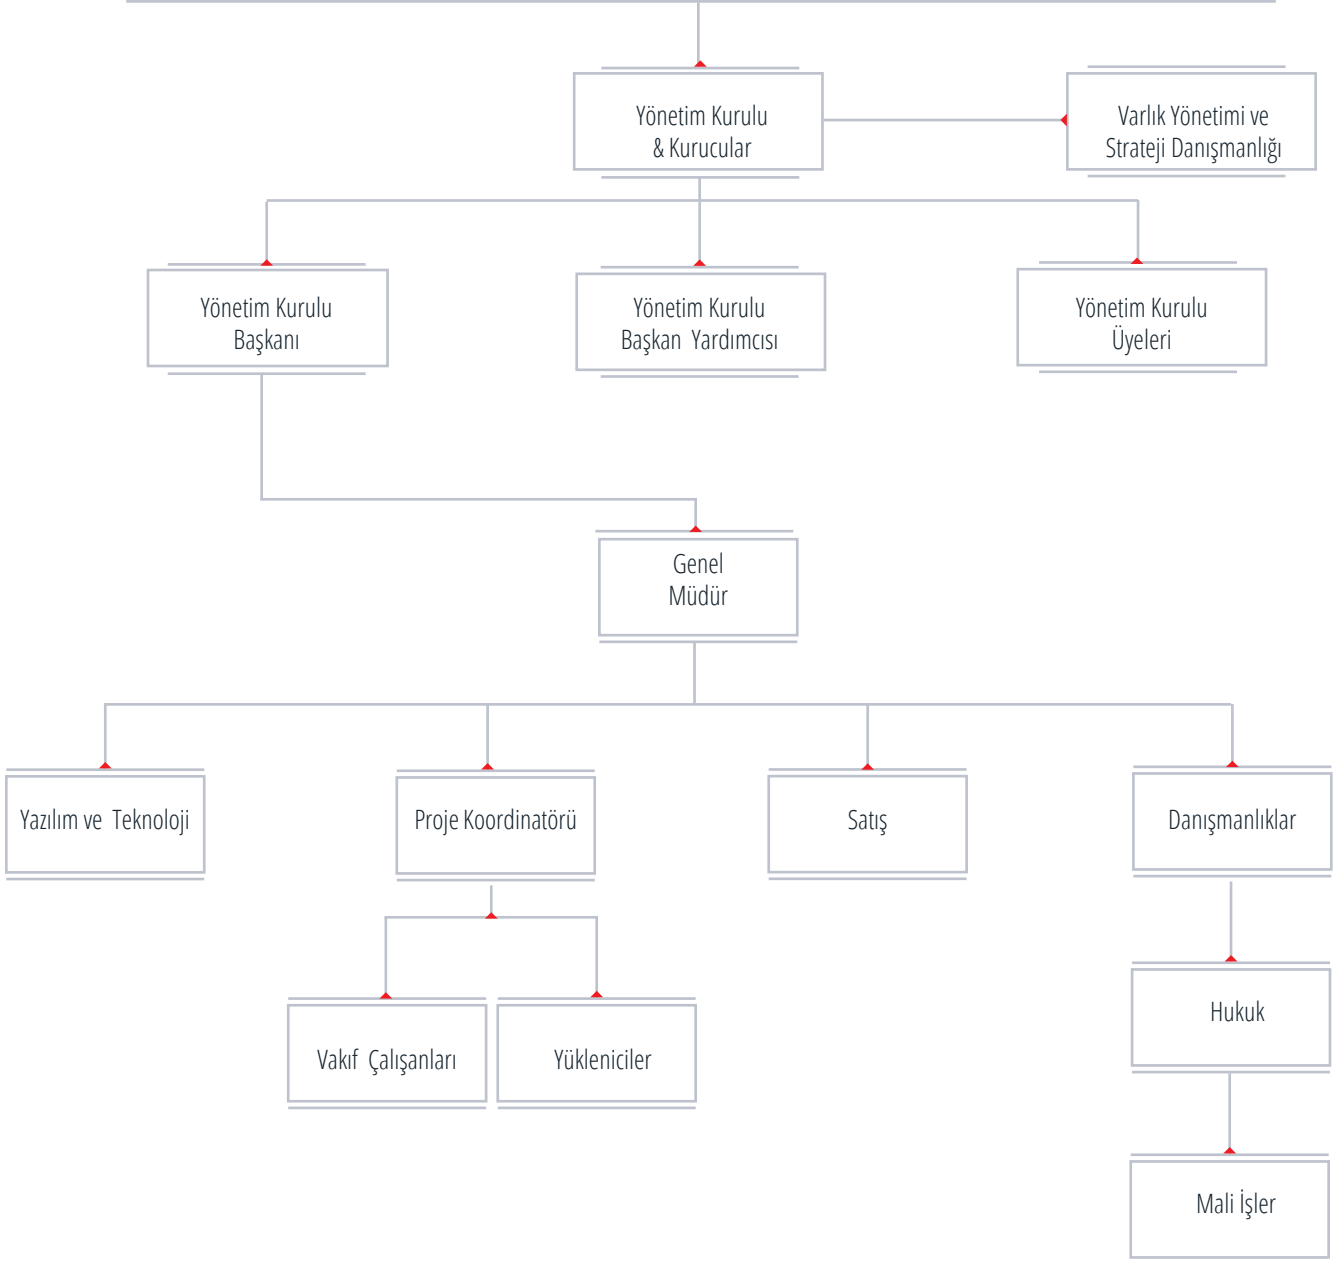 Yönetim Kurulu
& Kurucular
Varlık Yönetimi ve
Strateji Danışmanlığı
Yönetim Kurulu
Başkanı
Yönetim Kurulu
Başkan Yardımcısı
Yönetim Kurulu
Üyeleri
Genel
Müdür
Yazılım ve Teknoloji
Proje Koordinatörü
Satış
Danışmanlıklar
Vakıf Çalışanları
Yükleniciler
Hukuk
Mali İşler